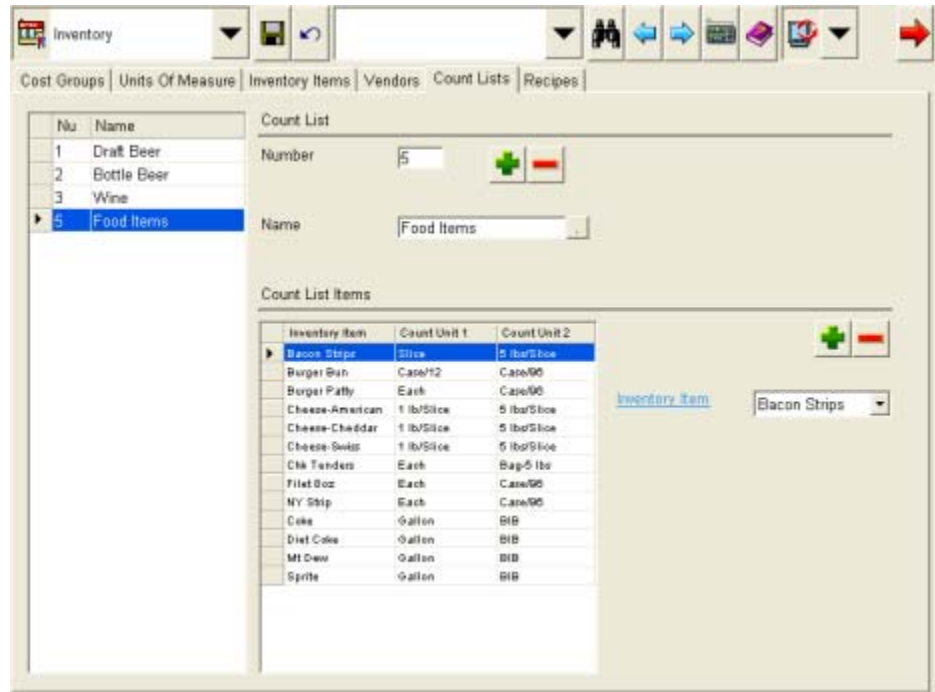 Inventory
Cost Groups Units Of Measure Inventory Items Vendors Count Lists Recipes
Nu Name
1 Draft Beer
2 Bottle Beer
3 Wine
5 Food Items
Count List
Number 5
Name Food Items .
Count List Items
Inventory Item Count Unit 1 Count Unit 2
Bacon Strips Slice 5 lbs/Slice
Burger Bun Case/12 Case/96
Burger Patty Each Case/96
Cheese-American 1 lb/Slice 5 lbs/Slice
Cheese-Cheddar 1 lb/Slice 5 lbs/Slice
Cheese-Swiss 1 lb/Slice 5 lbs/Slice
Chk Tenders Each Bag-5 lbs
Filet 8oz Each Case/96
NY Strip Each Case/96
Coke Gallon BIB
Diet Coke Gallon BIB
Mt Dew Gallon BIB
Sprite Gallon BIB
Inventory Item Bacon Strips